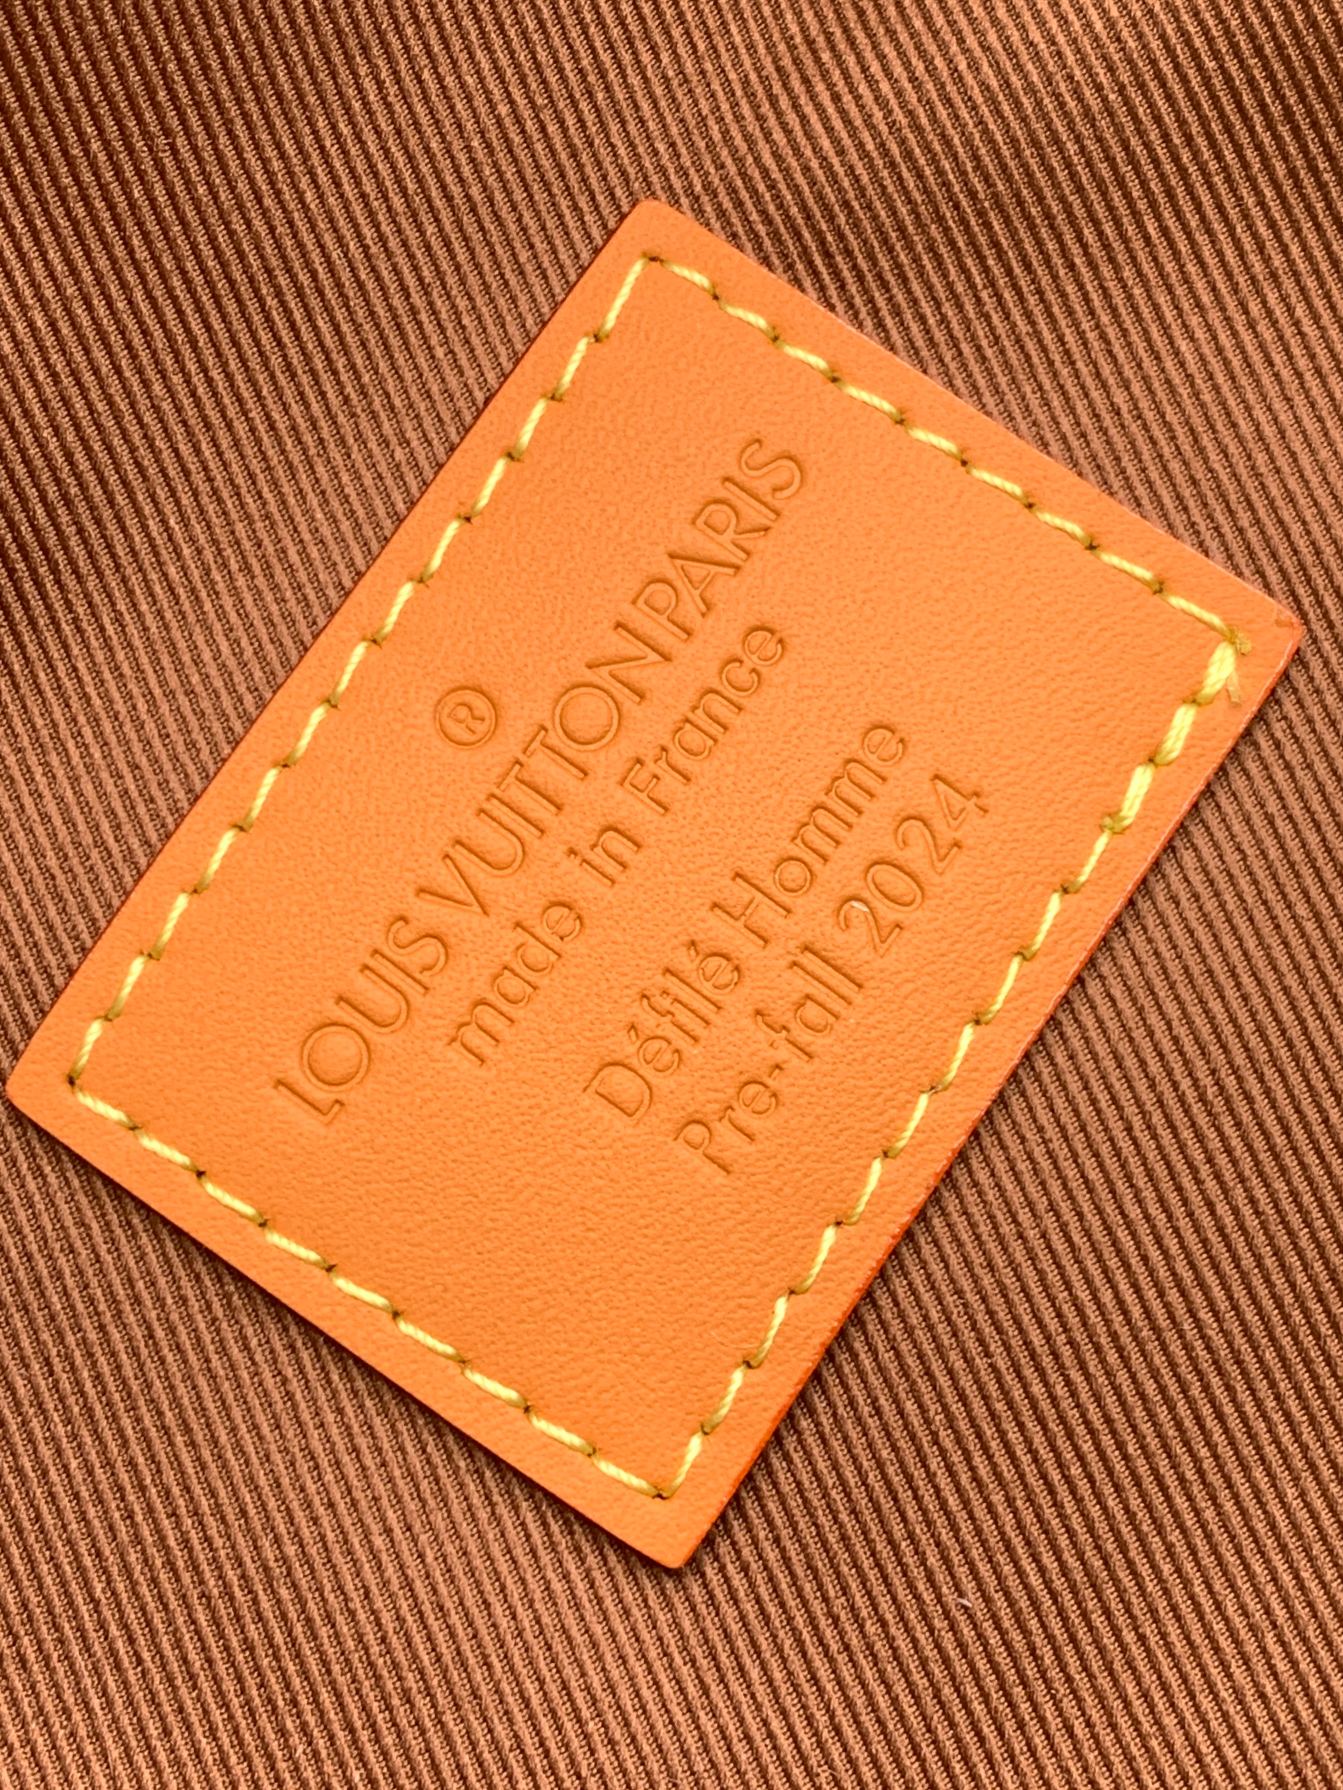 ®
LOUIS VUITTON PARIS
made in France
Défilé Homme
Pre-fall 2024